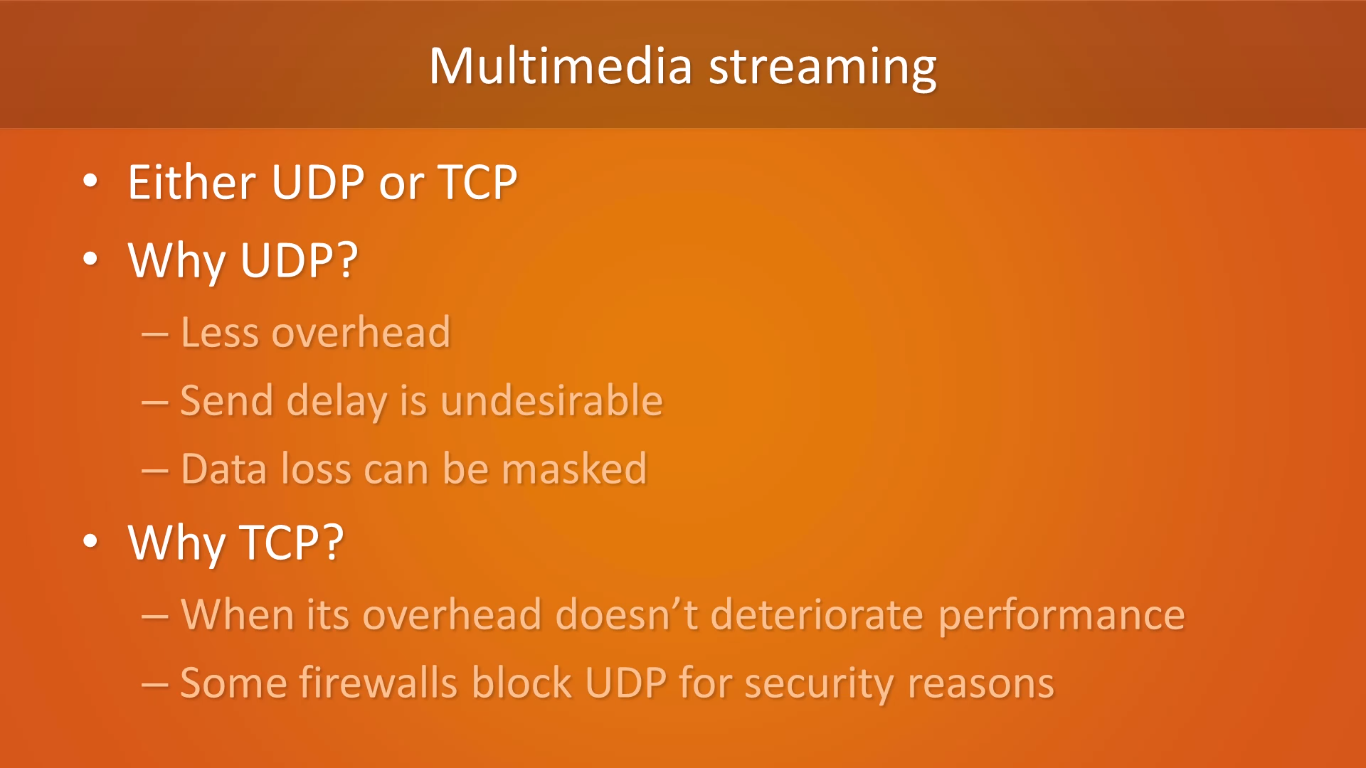 Multimedia streaming
• Either UDP or TCP
• Why UDP?
– Less overhead
– Send delay is undesirable
– Data loss can be masked
• Why TCP?
– When its overhead doesn’t deteriorate performance
– Some firewalls block UDP for security reasons